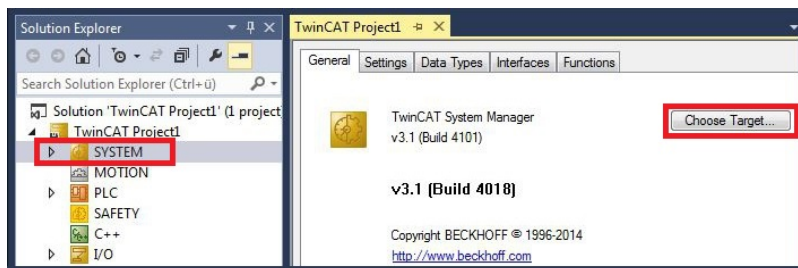 Solution Explorer
Search Solution Explorer (Ctrl+ü)
Solution 'TwinCAT Project1' (1 project
TwinCAT Project1
SYSTEM
MOTION
PLC
SAFETY
C++
I/O
TwinCAT Project1
General Settings Data Types Interfaces Functions
TwinCAT System Manager
v3.1 (Build 4101)
Choose Target...
v3.1 (Build 4018)
Copyright BECKHOFF © 1996-2014
http://www.beckhoff.com